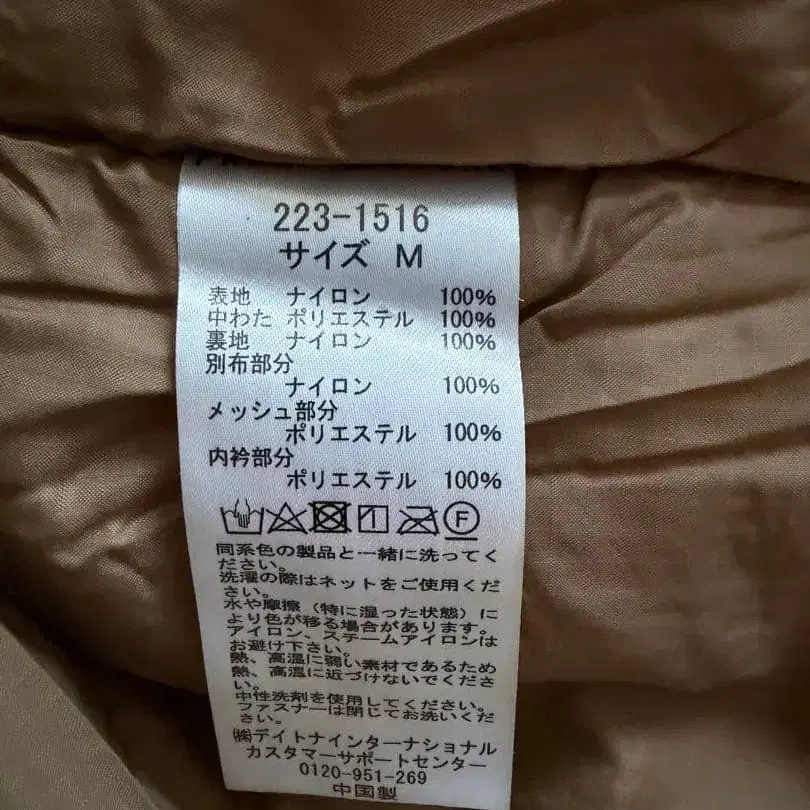 223-1516
サイズ M
表地 ナイロン 100%
中わた ポリエステル 100%
裏地 ナイロン 100%
別布部分
ナイロン 100%
メッシュ部分
ポリエステル 100%
内衿部分
ポリエステル 100%
F
同系色の製品と一緒に洗ってく
ださい。
洗濯の際はネットをご使用くだ
さい。
水や摩擦(特に湿った状態)に
より色が移る場合があります。
アイロン、スチームアイロンは
お避け下さい。
熱、高温に弱い素材であるため
熱、高温に近づけないでくださ
い。
中性洗剤を使用してください。
ファスナーは閉じてお洗いくだ
さい。
㈱デイトナインターナショナル
カスタマーサポートセンター
0120-951-269
中国製